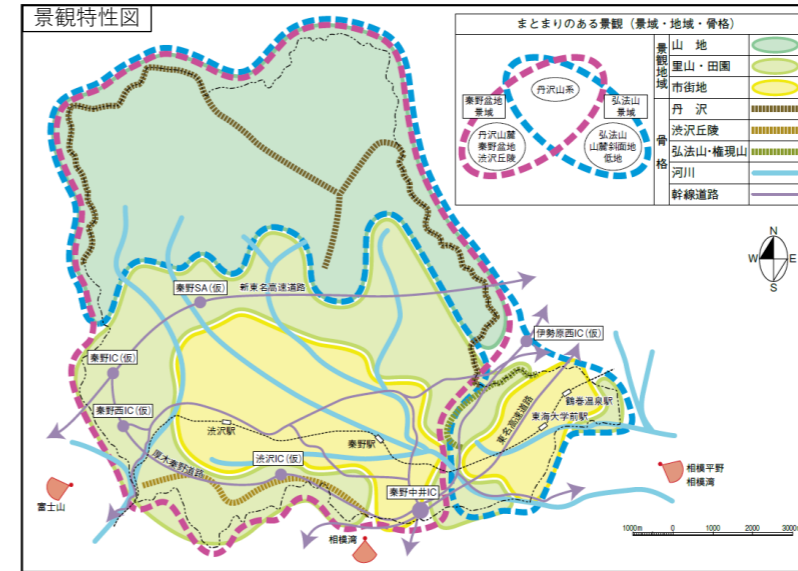 景観特性図
まとまりのある景観（景域・地域・骨格）
丹沢山系
秦野盆地
景域
弘法山
景域
丹沢山麓
秦野盆地
渋沢丘陵
弘法山
山麓斜面地
低地
景観地域
山　地
里山・田園
市街地
骨格
丹　沢
渋沢丘陵
弘法山・権現山
河川
幹線道路
N
W E
S
秦野SA（仮）
新東名高速道路
伊勢原西IC（仮）
秦野IC（仮）
秦野西IC（仮）
鶴巻温泉駅
東海大学前駅
東名高速道路
渋沢駅
秦野駅
厚木秦野道路
渋沢IC（仮）
秦野中井IC
富士山
相模湾
相模平野
相模湾
1000m 0 1000 2000 3000